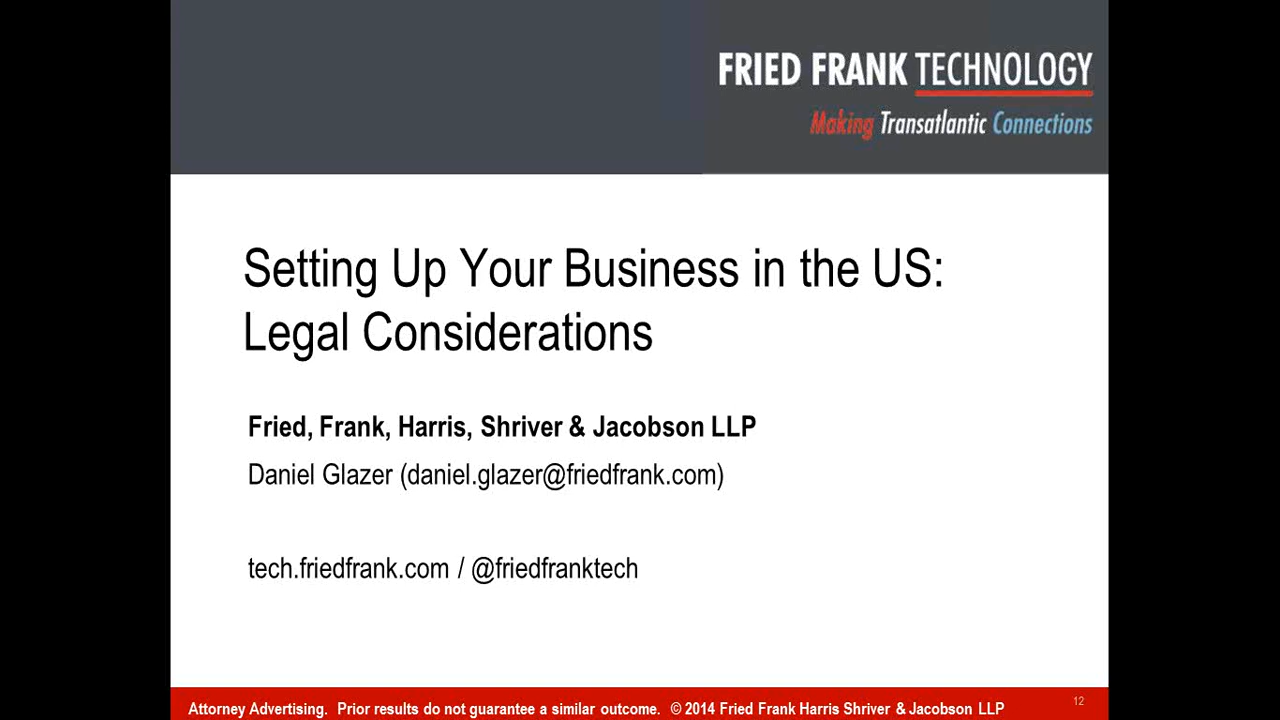 FRIED FRANK TECHNOLOGY
Making Transatlantic Connections
Setting Up Your Business in the US:
Legal Considerations
Fried, Frank, Harris, Shriver & Jacobson LLP
Daniel Glazer (daniel.glazer@friedfrank.com)
tech.friedfrank.com / @friedfranktech
Attorney Advertising. Prior results do not guarantee a similar outcome. © 2014 Fried Frank Harris Shriver & Jacobson LLP
12